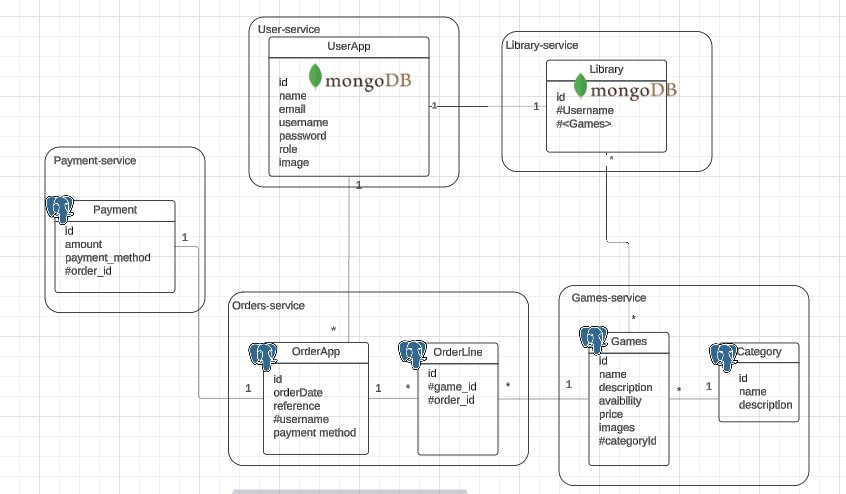 User-service
UserApp
mongoDB
id
name
email
username
password
role
image
1
1
Library-service
Library
mongoDB
id
#Username
#<Games>
*
1
Payment-service
Payment
id
amount
payment_method
#order_id
1
*
*
Orders-service
OrderApp
id
orderDate
reference
#username
payment method
1
1
*
OrderLIne
id
#game_id
#order_id
*
1
Games-service
Games
id
name
description
avalbility
price
images
#categoryId
*
1
Category
id
name
description